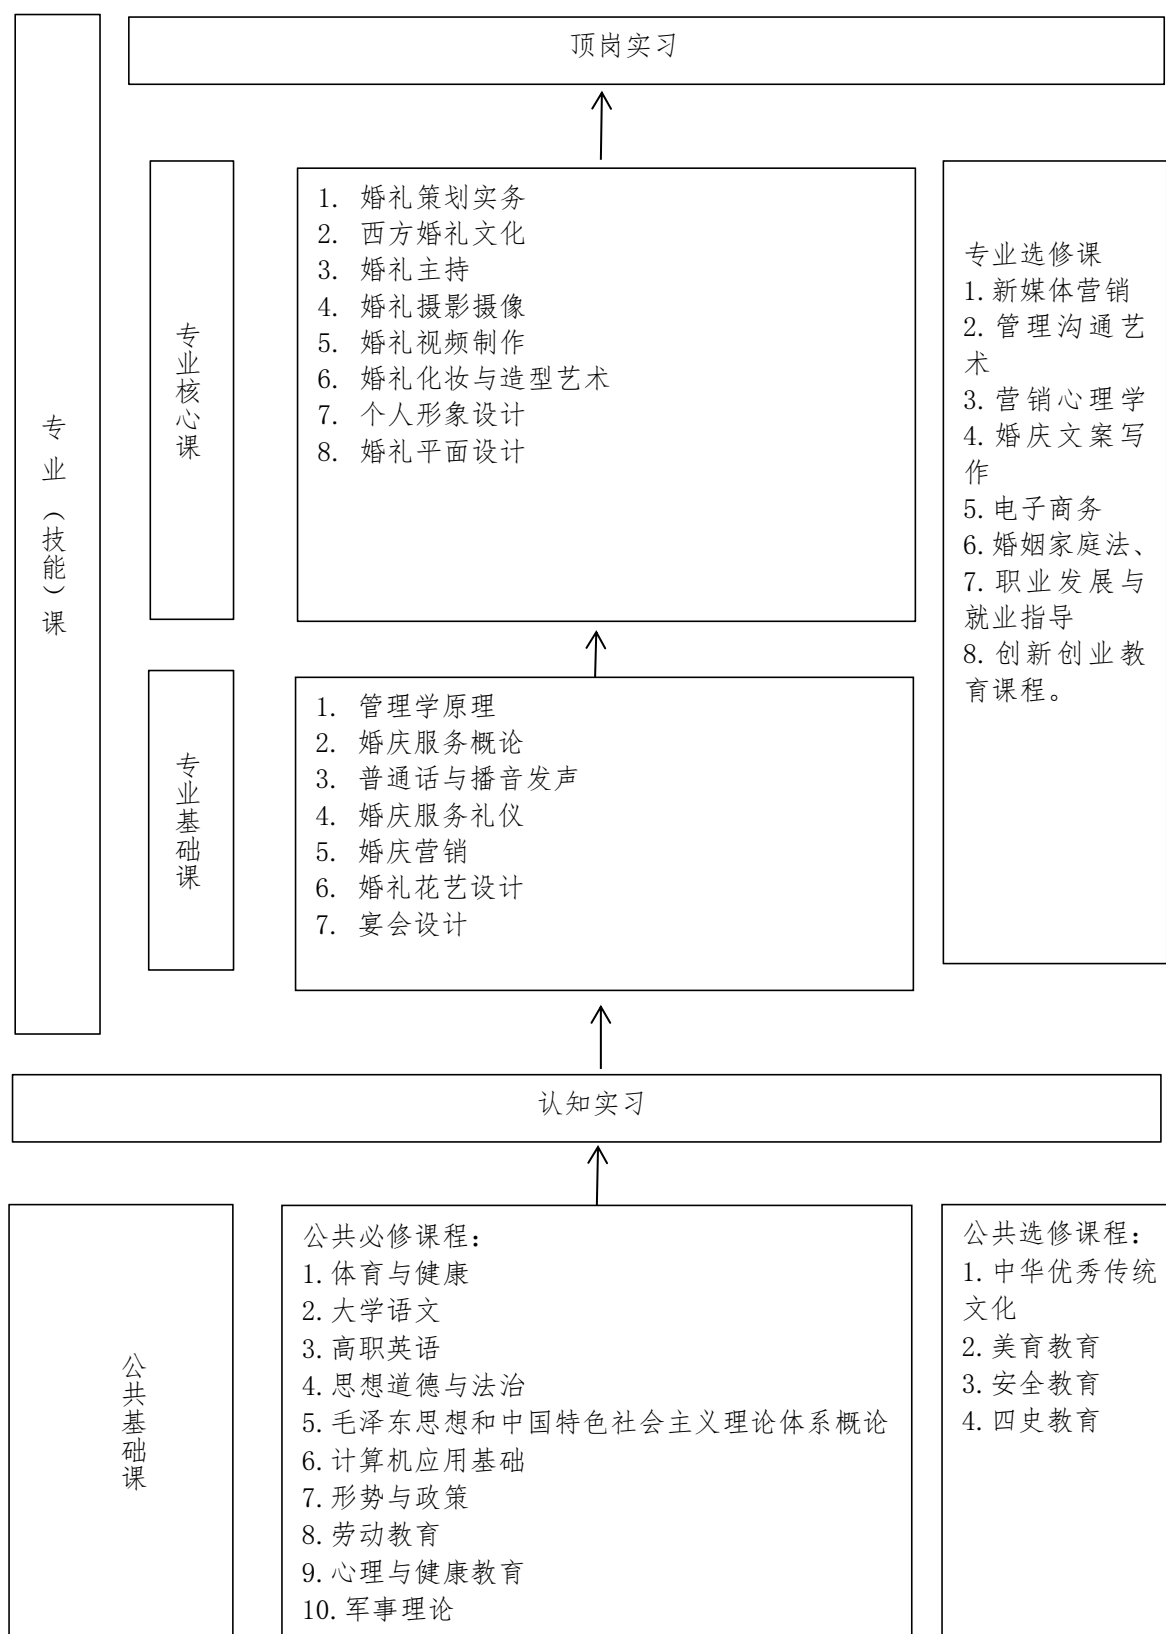 顶岗实习
专业（技能）课
专业核心课
1. 婚礼策划实务
2. 西方婚礼文化
3. 婚礼主持
4. 婚礼摄影摄像
5. 婚礼视频制作
6. 婚礼化妆与造型艺术
7. 个人形象设计
8. 婚礼平面设计
专业选修课
1.新媒体营销
2.管理沟通艺
术
3.营销心理学
4.婚庆文案写
作
5.电子商务
6.婚姻家庭法、
7.职业发展与
就业指导
8.创新创业教
育课程。
专业基础课
1. 管理学原理
2. 婚庆服务概论
3. 普通话与播音发声
4. 婚庆服务礼仪
5. 婚庆营销
6. 婚礼花艺设计
7. 宴会设计
认知实习
公共基础课
公共必修课程：
1.体育与健康
2.大学语文
3.高职英语
4.思想道德与法治
5.毛泽东思想和中国特色社会主义理论体系概论
6.计算机应用基础
7.形势与政策
8.劳动教育
9.心理与健康教育
10.军事理论
公共选修课程：
1.中华优秀传统
文化
2.美育教育
3.安全教育
4.四史教育